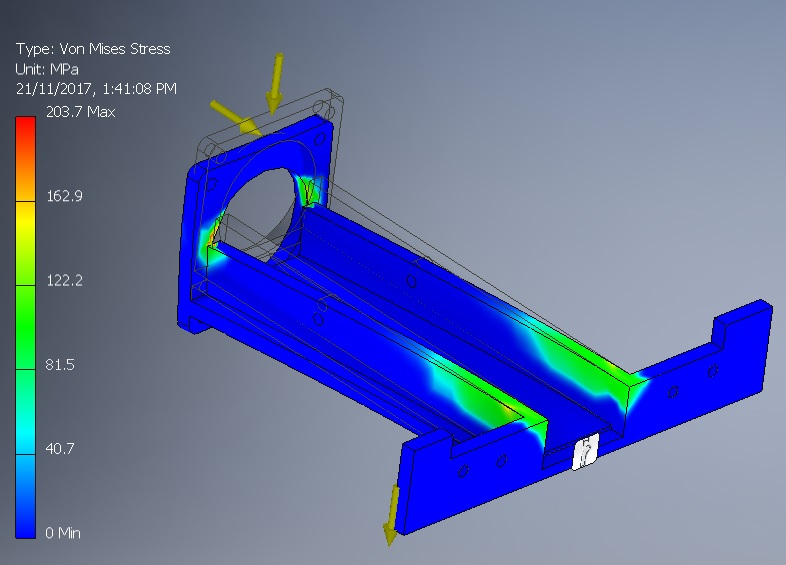 Type: Von Mises Stress
Unit: MPa
21/11/2017, 1:41:08 PM
203.7 Max
162.9
122.2
81.5
40.7
0 Min